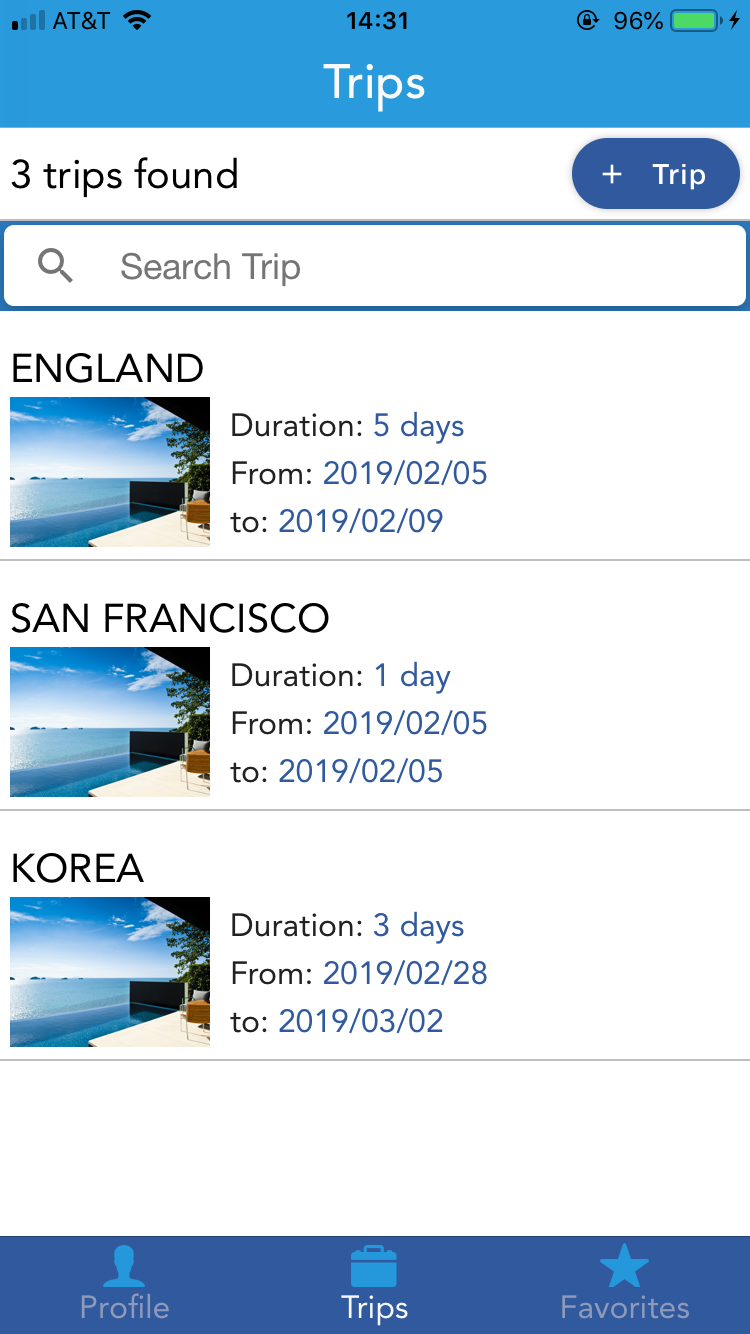 AT&T 14:31 96%
Trips
3 trips found
+ Trip
Search Trip
ENGLAND
Duration: 5 days
From: 2019/02/05
to: 2019/02/09
SAN FRANCISCO
Duration: 1 day
From: 2019/02/05
to: 2019/02/05
KOREA
Duration: 3 days
From: 2019/02/28
to: 2019/03/02
Profile Trips Favorites